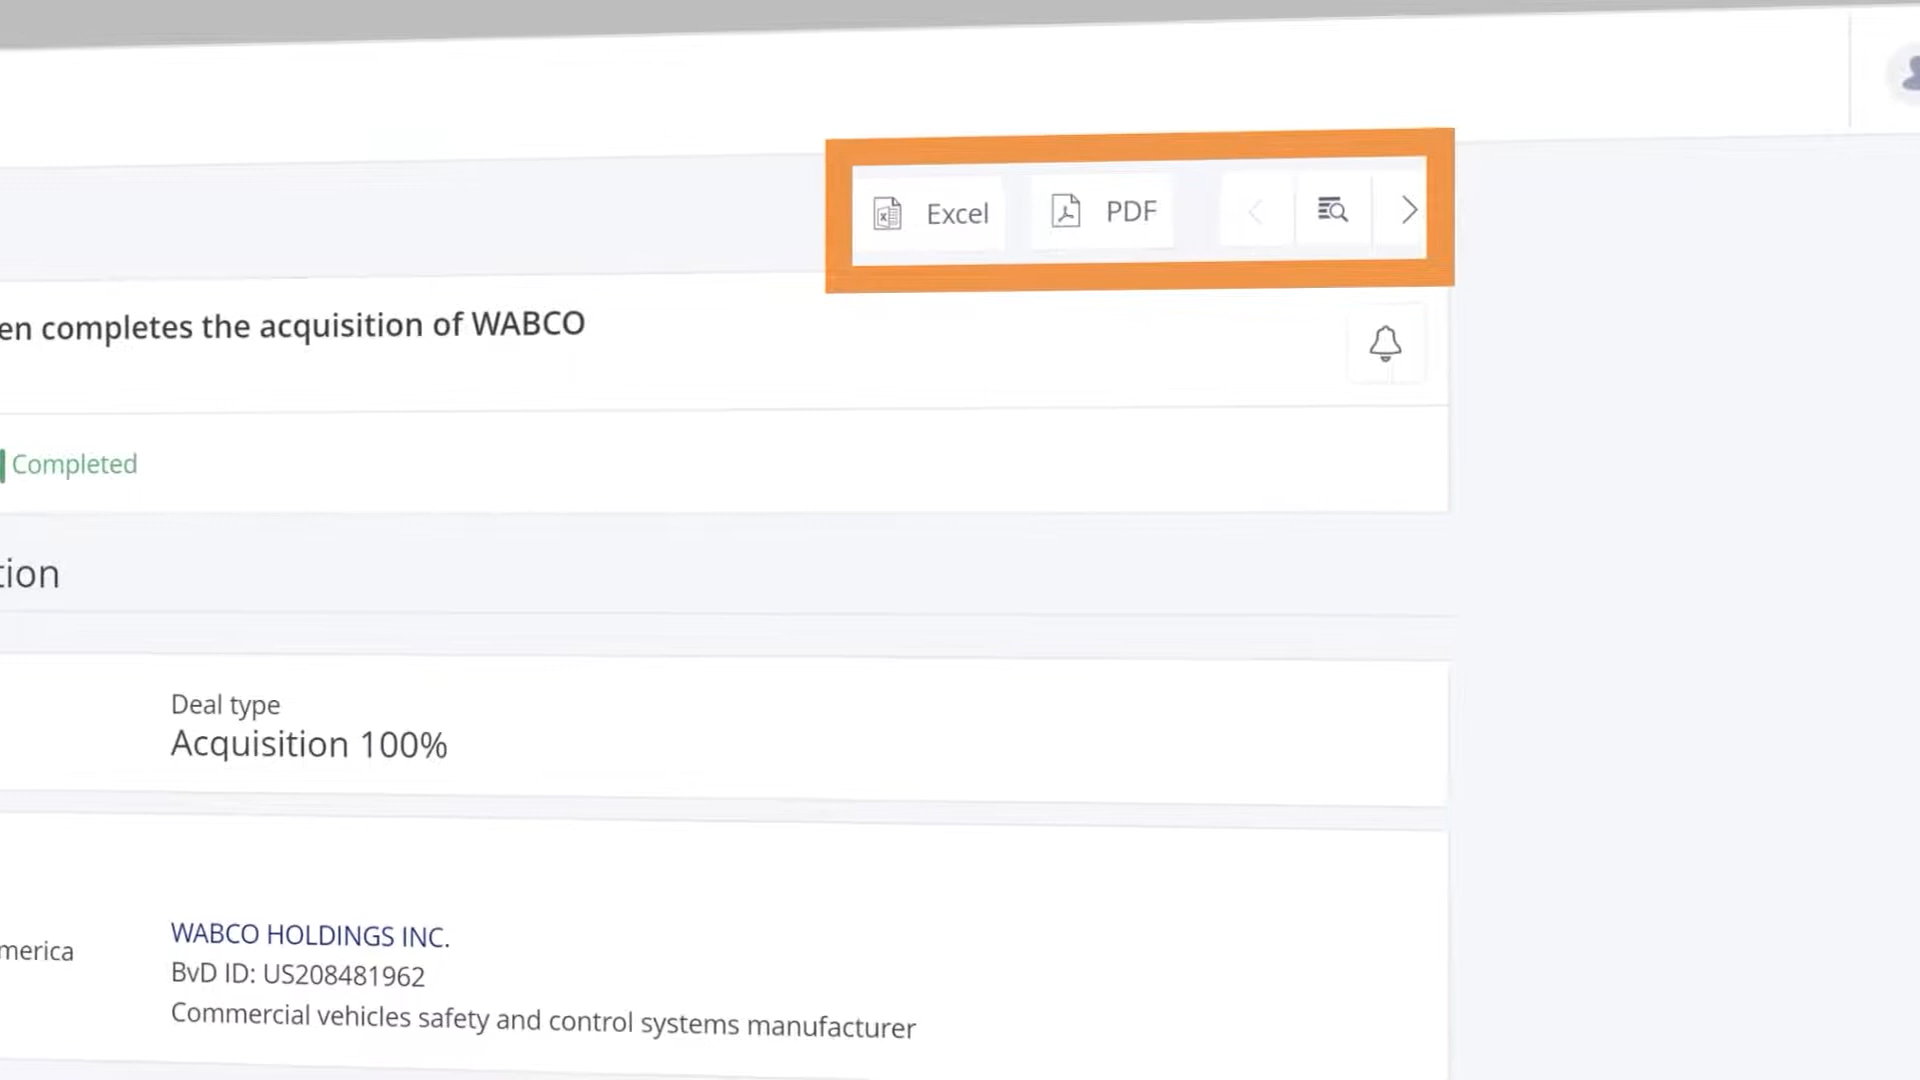 Excel PDF
en completes the acquisition of WABCO
Completed
tion
Deal type
Acquisition 100%
WABCO HOLDINGS INC.
merica
BvD ID: US208481962
Commercial vehicles safety and control systems manufacturer